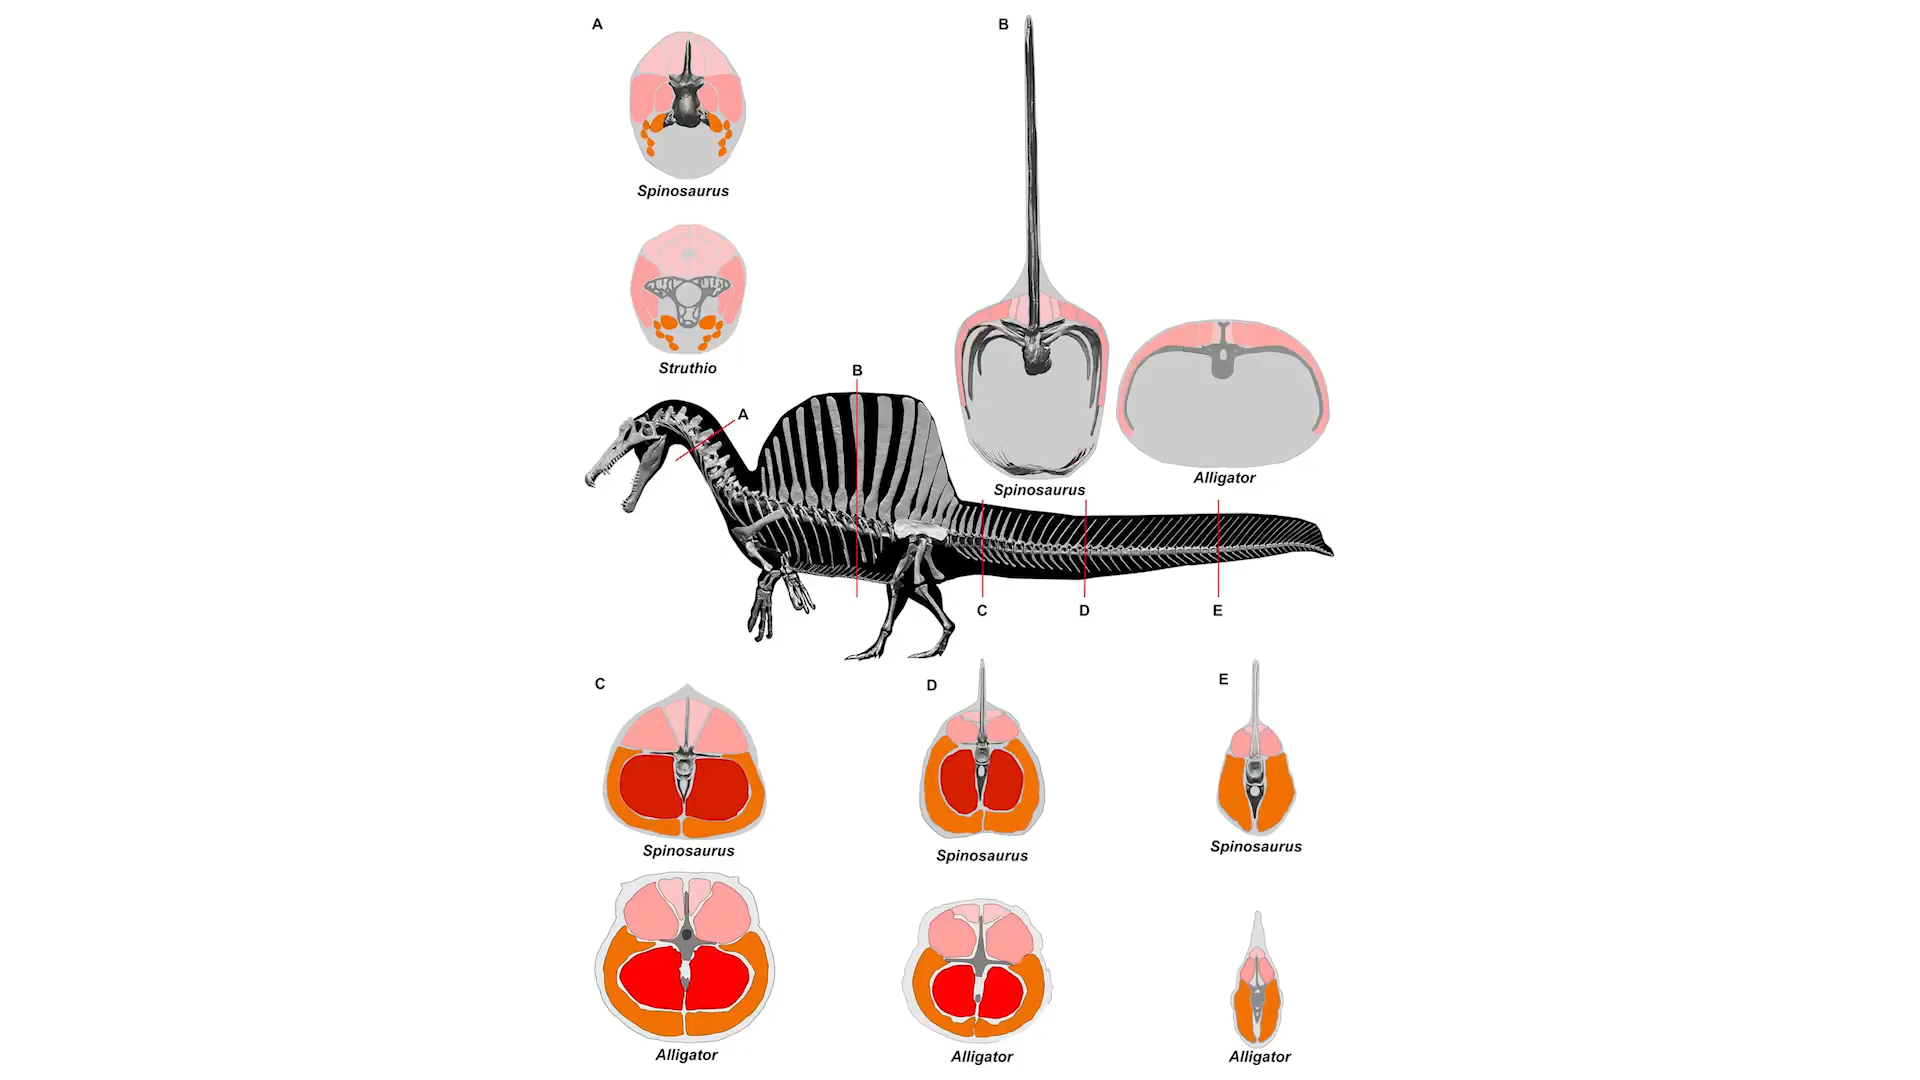 A
B
Spinosaurus
Struthio
B
A
Spinosaurus
Alligator
C
D
E
C
D
E
Spinosaurus
Spinosaurus
Spinosaurus
Alligator
Alligator
Alligator